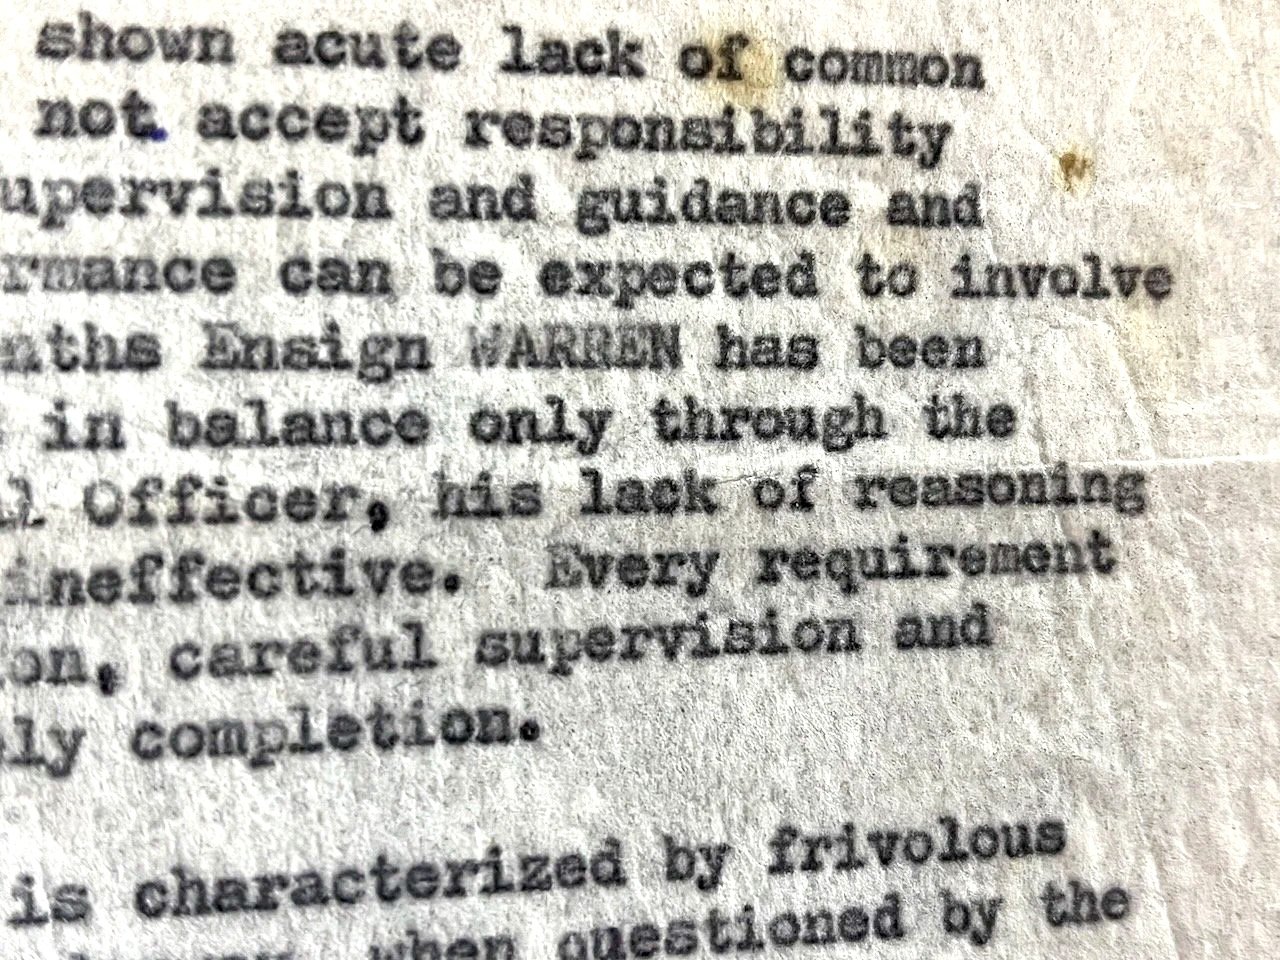 shown acute lack of common
not accept responsibility
upervision and guidance and
rmance can be expected to involve
nths Ensign WARREN has been
in balance only through the
l Officer, his lack of reasoning
ineffective. Every requirement
on, careful supervision and
ly completion.
is characterized by frivolous
when questioned by the